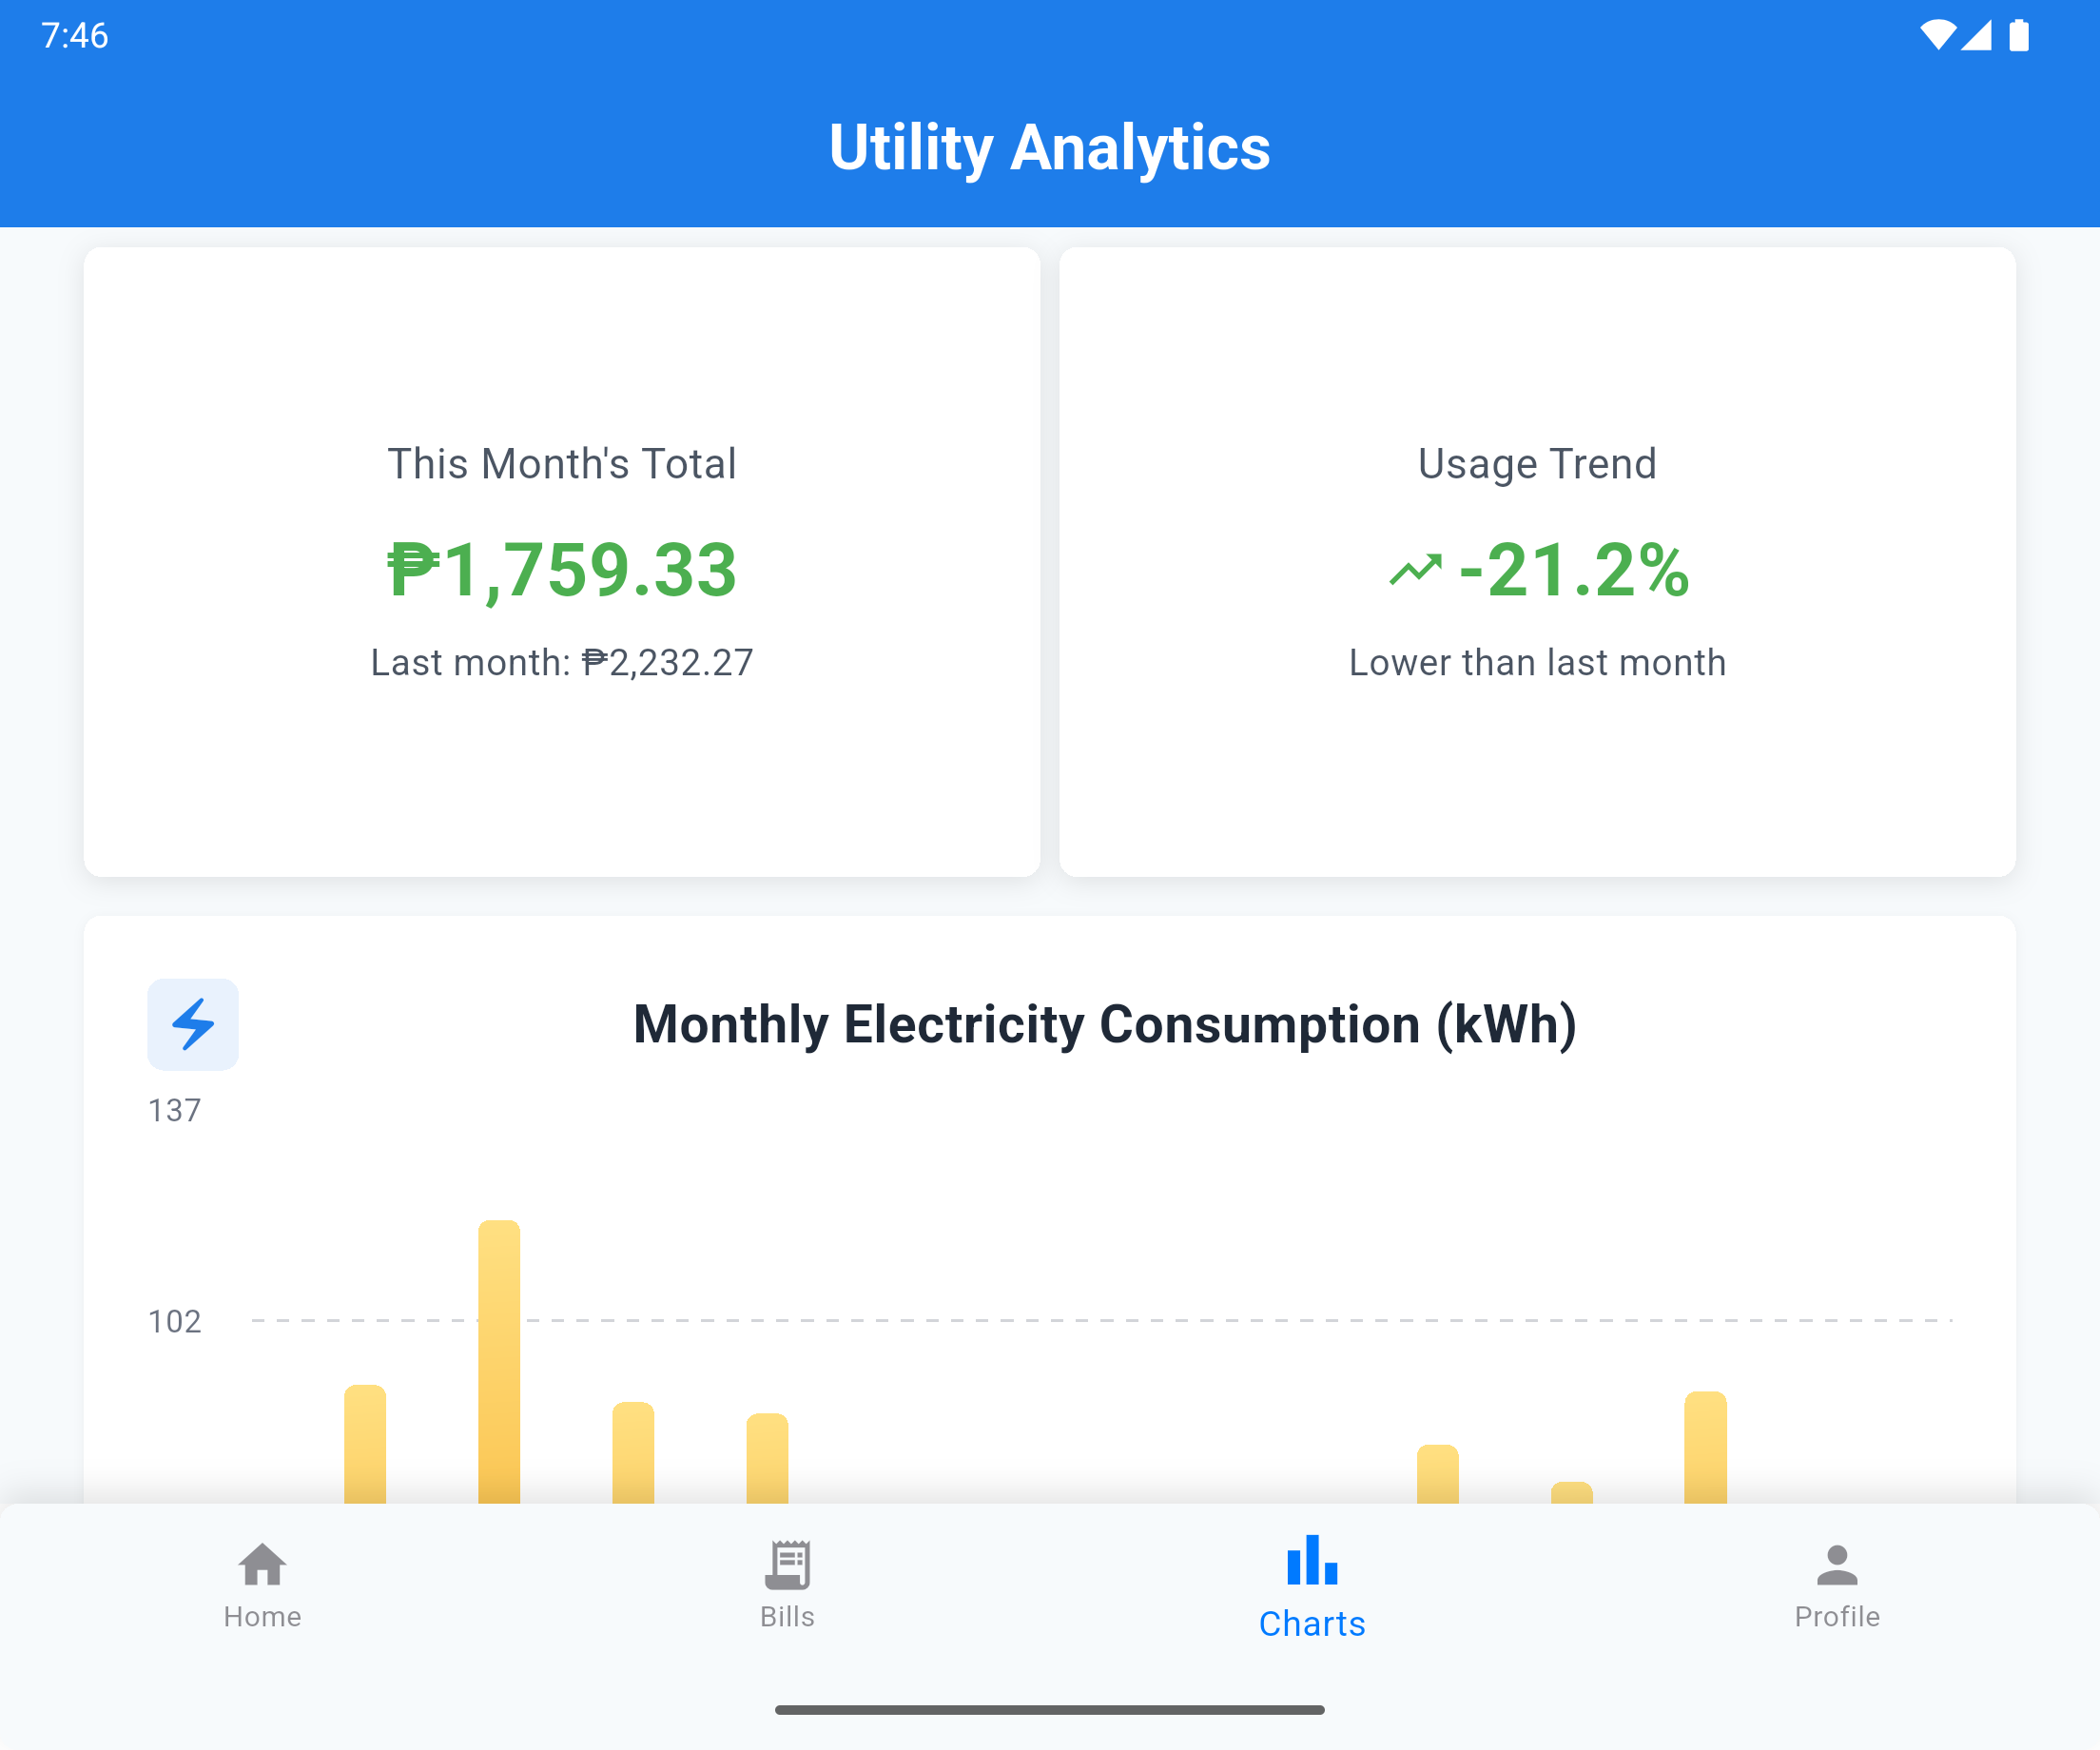 7:46
Utility Analytics
This Month's Total
₱1,759.33
Last month: ₱2,232.27
Usage Trend
-21.2%
Lower than last month
Monthly Electricity Consumption (kWh)
137
102
Home
Bills
Charts
Profile